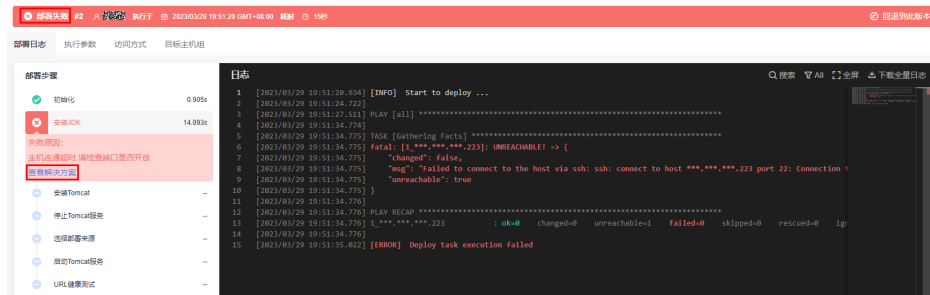 部署失败 #2 执行于 2023/03/29 19:51:20 GMT+08:00 耗时 15秒 回退到此版本
部署日志 执行参数 访问方式 目标主机组
部署步骤
初始化 0.905s
安装JDK 14.093s
失败原因:
主机连通超时,请检查端口是否开放
查看解决方案
安装Tomcat --
停止Tomcat服务 --
选择部署来源 --
启动Tomcat服务 --
URL健康测试 --
日志 搜索 All 全屏 下载全量日志
1 [2023/03/29 19:51:20.934] [INFO] Start to deploy ...
2 [2023/03/29 19:51:24.722]
3 [2023/03/29 19:51:27.511] PLAY [all] **********************************************************************
4 [2023/03/29 19:51:34.774]
5 [2023/03/29 19:51:34.775] TASK [Gathering Facts] **********************************************************
6 [2023/03/29 19:51:34.775] fatal: [1_***.***.***.223]: UNREACHABLE! => {
7 [2023/03/29 19:51:34.775] "changed": false,
8 [2023/03/29 19:51:34.775] "msg": "Failed to connect to the host via ssh: ssh: connect to host ***.***.***.223 port 22: Connection
9 [2023/03/29 19:51:34.775] "unreachable": true
10 [2023/03/29 19:51:34.775] }
11 [2023/03/29 19:51:34.776]
12 [2023/03/29 19:51:34.776] PLAY RECAP **********************************************************************
13 [2023/03/29 19:51:34.776] 1_***.***.***.223 : ok=0 changed=0 unreachable=1 failed=0 skipped=0 rescued=0 ig
14 [2023/03/29 19:51:34.776]
15 [2023/03/29 19:51:35.022] [ERROR] Deploy task execution failed